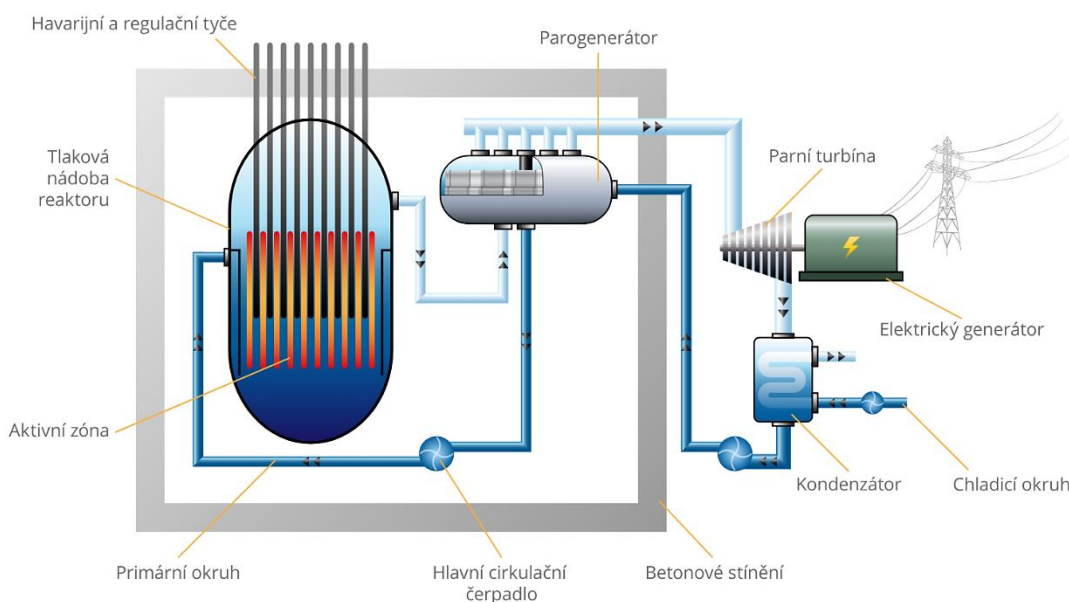 Havarijní a regulační tyče
Parogenerátor
Parní turbína
Tlaková
nádoba
reaktoru
Elektrický generátor
Aktivní zóna
Kondenzátor
Chladicí okruh
Primární okruh
Hlavní cirkulační
čerpadlo
Betonové stínění